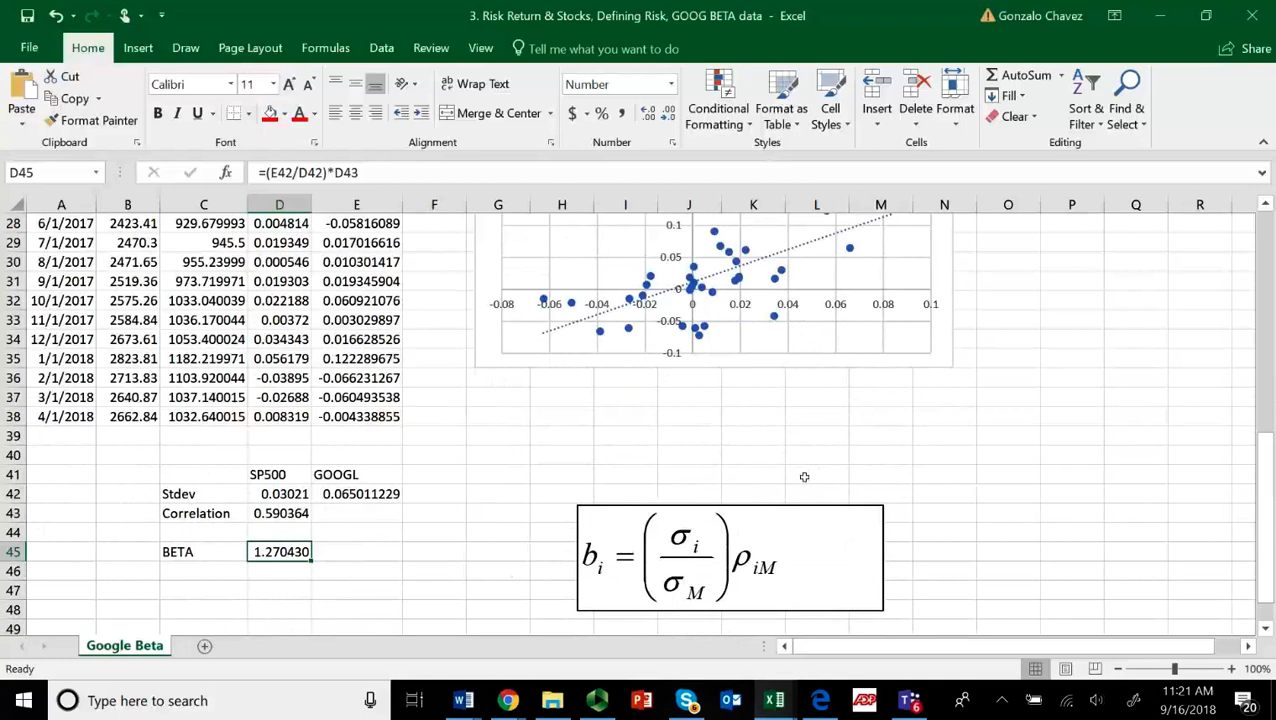 3. Risk Return & Stocks, Defining Risk, GOOG BETA data - Excel
Gonzalo Chavez
File Home Insert Draw Page Layout Formulas Data Review View Tell me what you want to do Share
Paste
Cut
Copy
Format Painter
Calibri 11
B I U
Wrap Text
Merge & Center
Number
$ % ,
Conditional Formatting
Format as Table
Cell Styles
Insert Delete Format
AutoSum
Fill
Clear
Sort & Filter
Find & Select
Clipboard Font Alignment Number Styles Cells Editing
D45 fx =(E42/D42)*D43
A B C D E F G H I J K L M N O P Q R
28 6/1/2017 2423.41 929.679993 0.004814 -0.05816089
29 7/1/2017 2470.3 945.5 0.019349 0.017016616
30 8/1/2017 2471.65 955.23999 0.000546 0.010301417
31 9/1/2017 2519.36 973.719971 0.019303 0.019345904
32 10/1/2017 2575.26 1033.040039 0.022188 0.060921076
33 11/1/2017 2584.84 1036.170044 0.00372 0.003029897
34 12/1/2017 2673.61 1053.400024 0.034343 0.016628526
35 1/1/2018 2823.81 1182.219971 0.056179 0.122289675
36 2/1/2018 2713.83 1103.920044 -0.03895 -0.066231267
37 3/1/2018 2640.87 1037.140015 -0.02688 -0.060493538
38 4/1/2018 2662.84 1032.640015 0.008319 -0.004338855
39
40
41 SP500 GOOGL
42 Stdev 0.03021 0.065011229
43 Correlation 0.590364
44
45 BETA 1.270430
46
47
48
49
0.1
0.05
0
-0.08 -0.06 -0.04 -0.02 0 0.02 0.04 0.06 0.08 0.1
-0.05
-0.1
b_i = (σ_i / σ_M) ρ_iM
Google Beta
Ready
100%
Type here to search
11:21 AM
9/16/2018
6
20